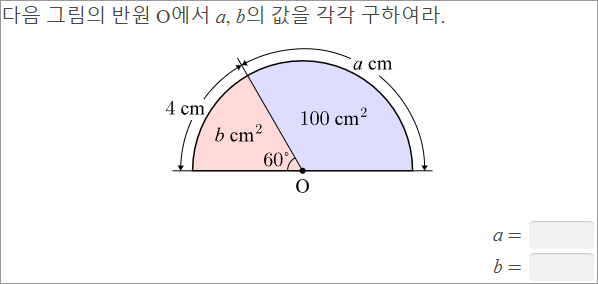 다음 그림의 반원 O에서 a, b의 값을 각각 구하여라.
a cm
4 cm
100 cm²
b cm²
60°
O
a =
b =